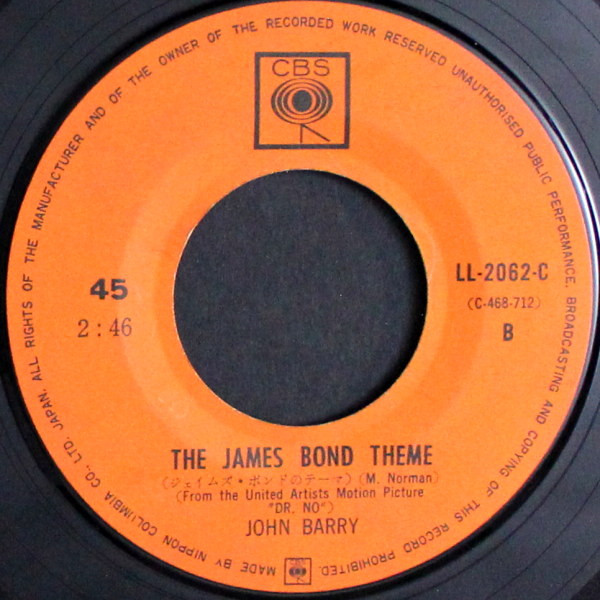 CBS
45
2:46
LL-2062-C
(C-468-712)
B
THE JAMES BOND THEME
(ジェイムズ・ボンドのテーマ) (M. Norman)
(From the United Artists Motion Picture
"DR. NO")
JOHN BARRY
MADE BY NIPPON COLUMBIA CO., LTD. JAPAN. ALL RIGHTS OF THE MANUFACTURER AND OF THE OWNER OF THE RECORDED WORK RESERVED UNAUTHORISED PUBLIC PERFORMANCE, BROADCASTING AND COPYING OF THIS RECORD PROHIBITED.